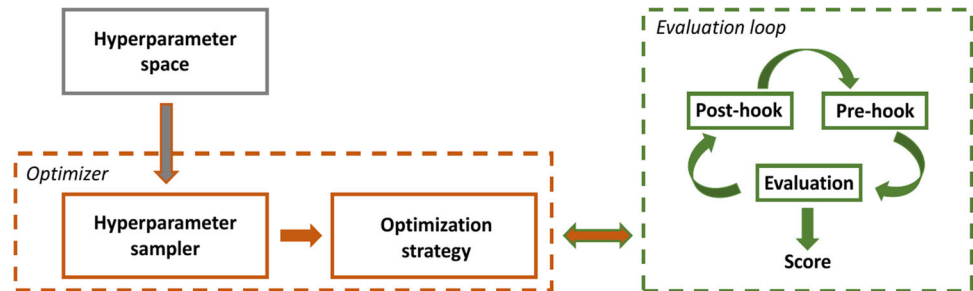 Hyperparameter
space
Optimizer
Hyperparameter
sampler
Optimization
strategy
Evaluation loop
Post-hook
Pre-hook
Evaluation
Score